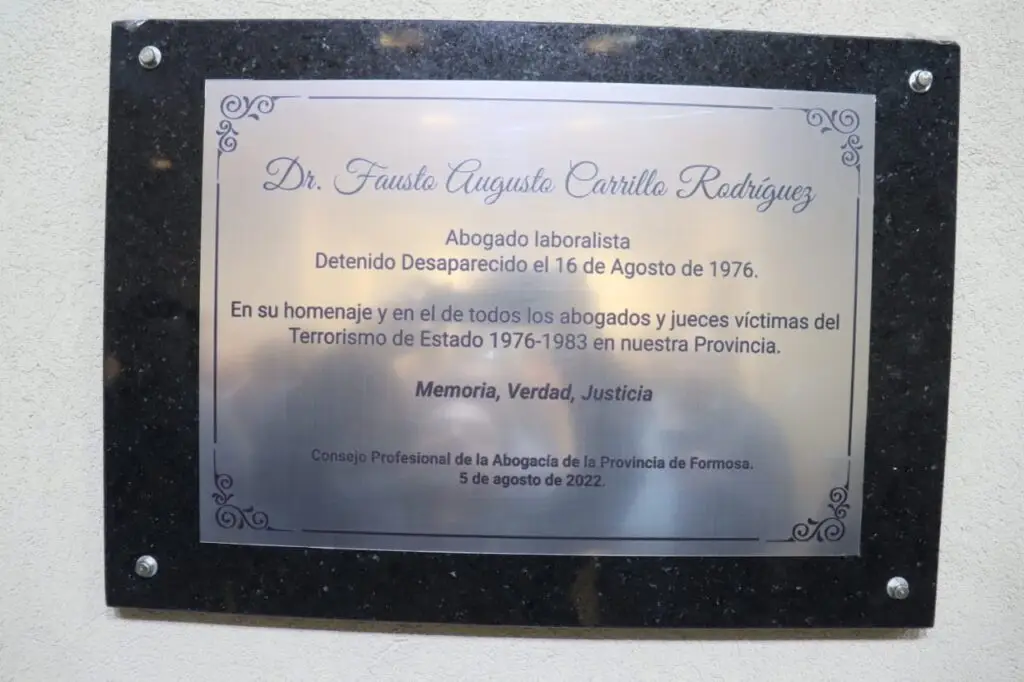 Dr. Fausto Augusto Carrillo Rodríguez
Abogado laboralista
Detenido Desaparecido el 16 de Agosto de 1976.
En su homenaje y en el de todos los abogados y jueces víctimas del
Terrorismo de Estado 1976-1983 en nuestra Provincia.
Memoria, Verdad, Justicia
Consejo Profesional de la Abogacía de la Provincia de Formosa.
5 de agosto de 2022.